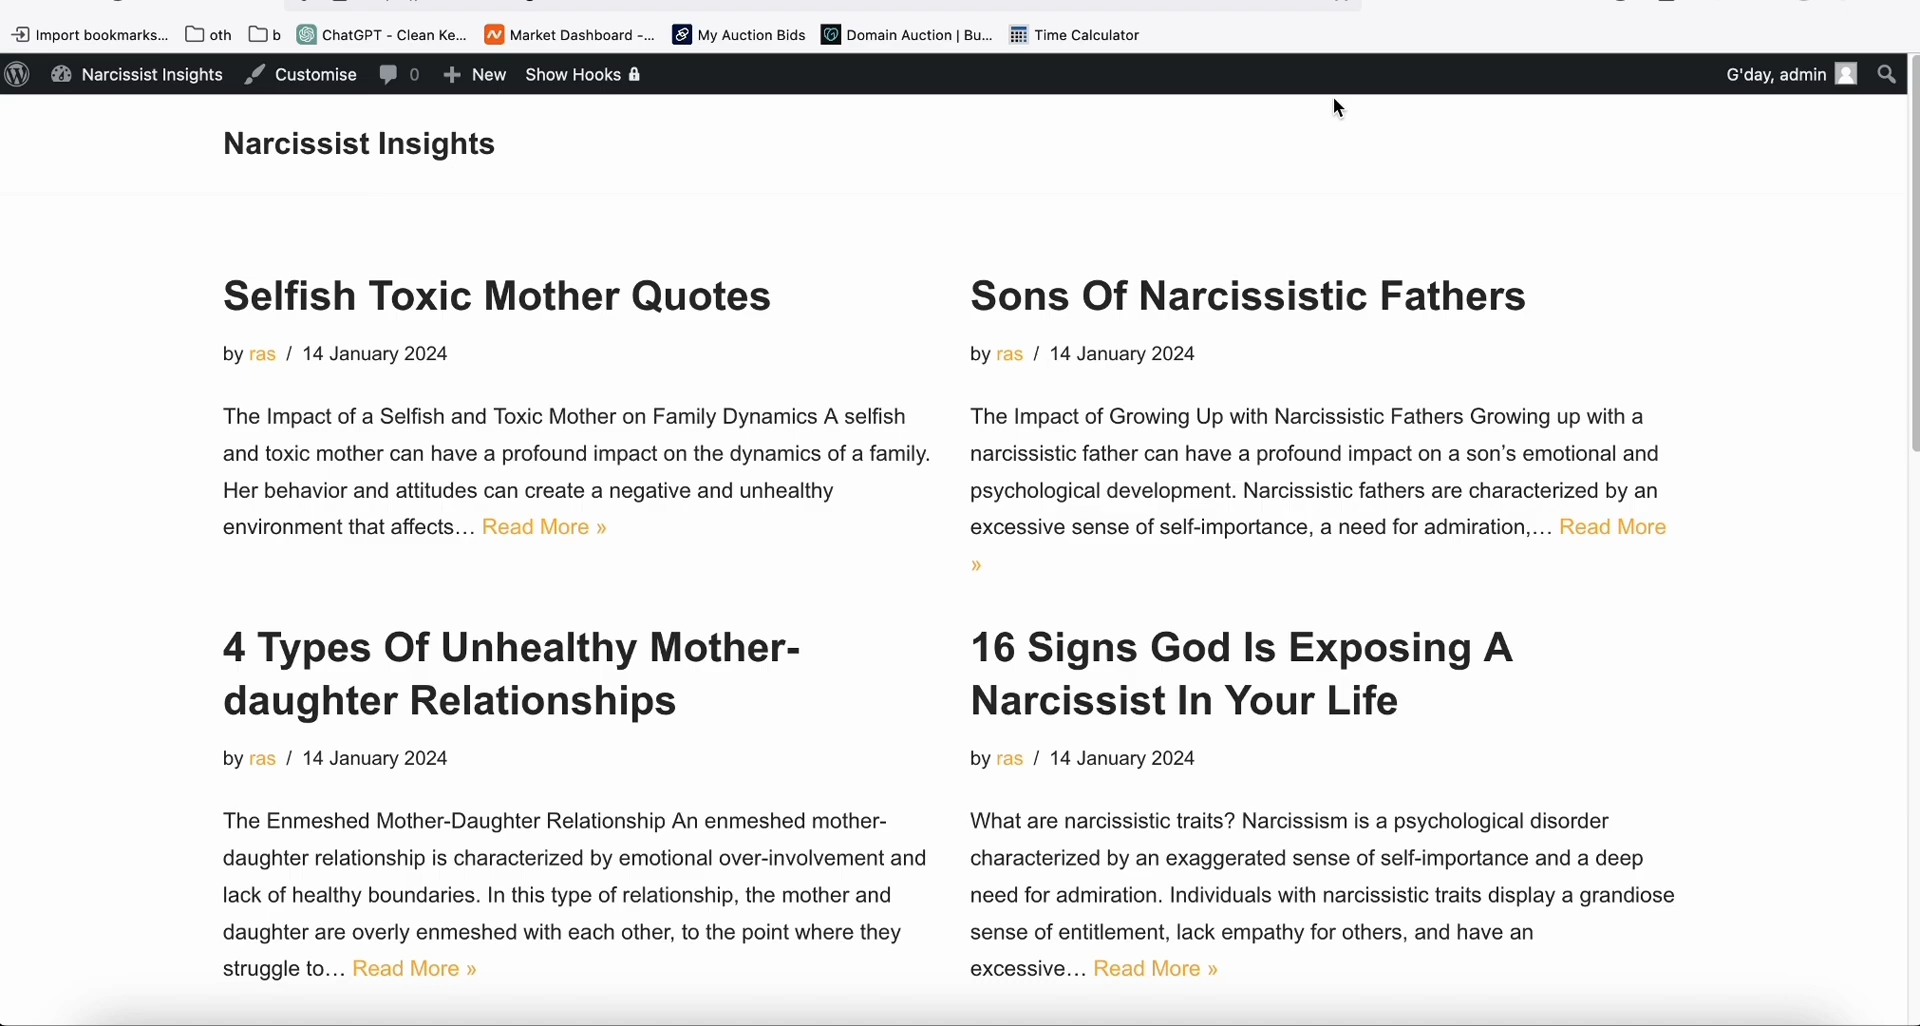 Import bookmarks... oth b ChatGPT - Clean Ke... Market Dashboard -... My Auction Bids Domain Auction | Bu... Time Calculator
Narcissist Insights Customise 0 New Show Hooks G'day, admin
Narcissist Insights
Selfish Toxic Mother Quotes
by ras / 14 January 2024
The Impact of a Selfish and Toxic Mother on Family Dynamics A selfish
and toxic mother can have a profound impact on the dynamics of a family.
Her behavior and attitudes can create a negative and unhealthy
environment that affects… Read More »
Sons Of Narcissistic Fathers
by ras / 14 January 2024
The Impact of Growing Up with Narcissistic Fathers Growing up with a
narcissistic father can have a profound impact on a son’s emotional and
psychological development. Narcissistic fathers are characterized by an
excessive sense of self-importance, a need for admiration,… Read More
»
4 Types Of Unhealthy Mother-
daughter Relationships
by ras / 14 January 2024
The Enmeshed Mother-Daughter Relationship An enmeshed mother-
daughter relationship is characterized by emotional over-involvement and
lack of healthy boundaries. In this type of relationship, the mother and
daughter are overly enmeshed with each other, to the point where they
struggle to… Read More »
16 Signs God Is Exposing A
Narcissist In Your Life
by ras / 14 January 2024
What are narcissistic traits? Narcissism is a psychological disorder
characterized by an exaggerated sense of self-importance and a deep
need for admiration. Individuals with narcissistic traits display a grandiose
sense of entitlement, lack empathy for others, and have an
excessive… Read More »